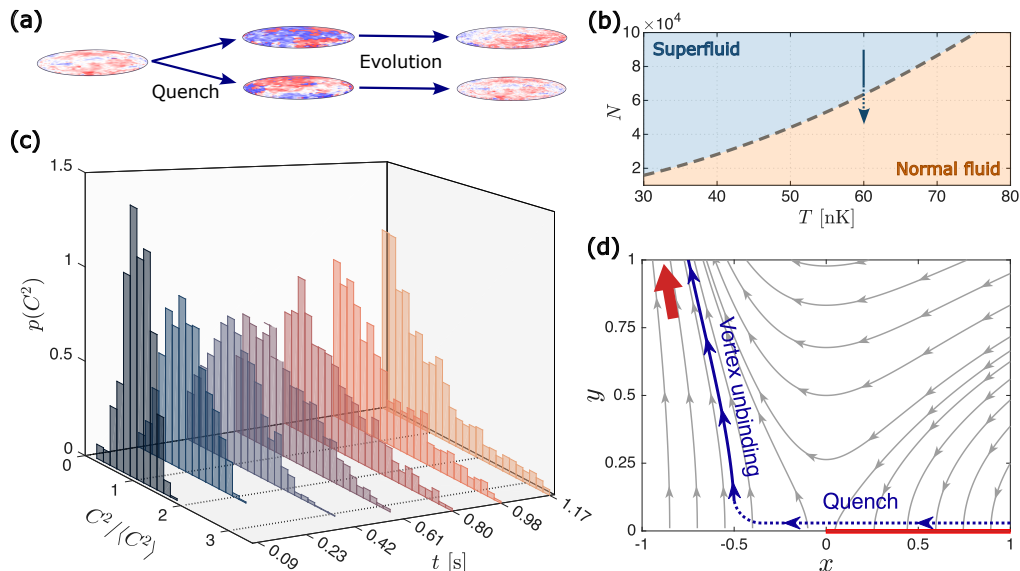 (a)
Quench
Evolution
(b)
×10⁴
10
8
6
4
2
N
Superfluid
Normal fluid
30 40 50 60 70 80
T [nK]
(c)
1.5
1
0.5
0
p(C²)
0
1
2
3
C²/⟨C²⟩
0.09
0.23
0.42
0.61
0.80
0.98
1.17
t [s]
(d)
1
0.75
0.5
0.25
0
y
Vortex unbinding
Quench
-1 -0.5 0 0.5 1
x